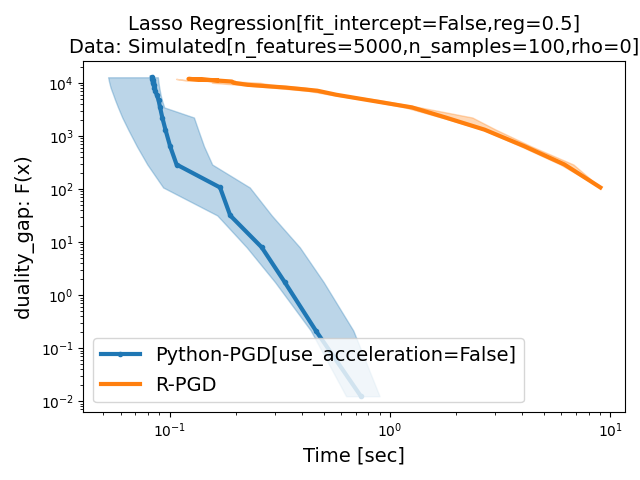 Lasso Regression[fit_intercept=False,reg=0.5]
Data: Simulated[n_features=5000,n_samples=100,rho=0]
duality_gap: F(x)
10⁴
10³
10²
10¹
10⁰
10⁻¹
10⁻²
Python-PGD[use_acceleration=False]
R-PGD
10⁻¹ 10⁰ 10¹
Time [sec]